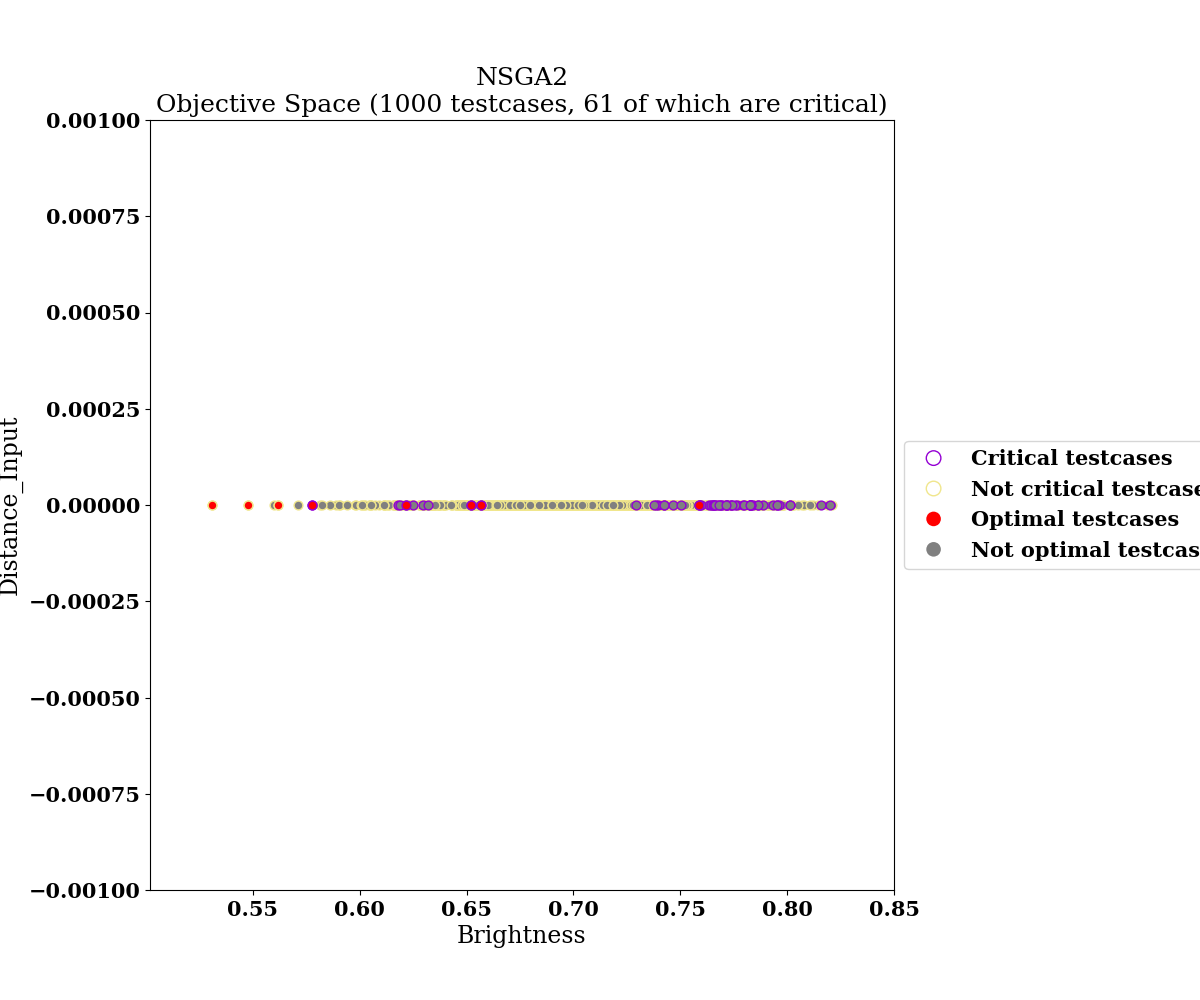 NSGA2
Objective Space (1000 testcases, 61 of which are critical)
0.00100
0.00075
0.00050
0.00025
0.00000
−0.00025
−0.00050
−0.00075
−0.00100
Distance_Input
0.55 0.60 0.65 0.70 0.75 0.80 0.85
Brightness
Critical testcases
Not critical testcase
Optimal testcases
Not optimal testcas